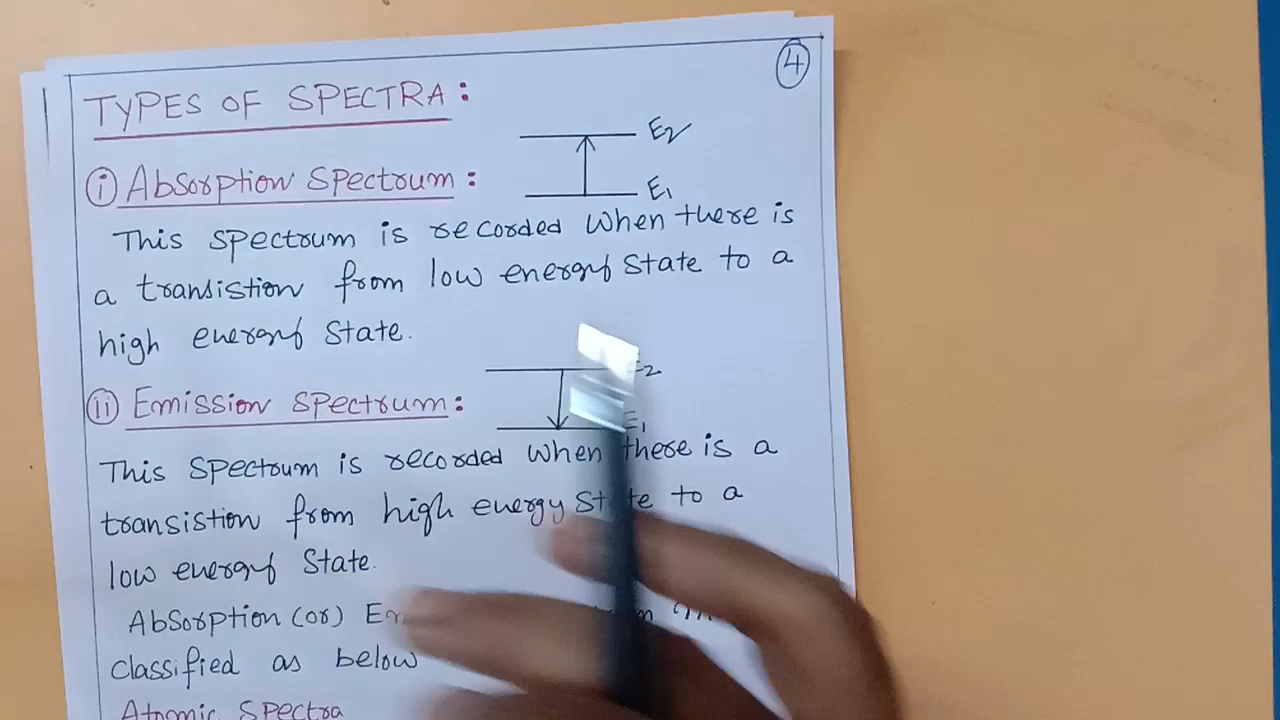 4
TYPES OF SPECTRA :
E2
E1
i Absorption Spectrum :
This spectrum is recorded when there is
a transistion from low energy state to a
high energy state.
E2
E1
ii Emission Spectrum :
This spectrum is recorded when there is a
transistion from high energy state to a
low energy state.
Absorption (or)
classified as below
Atomic Spectra